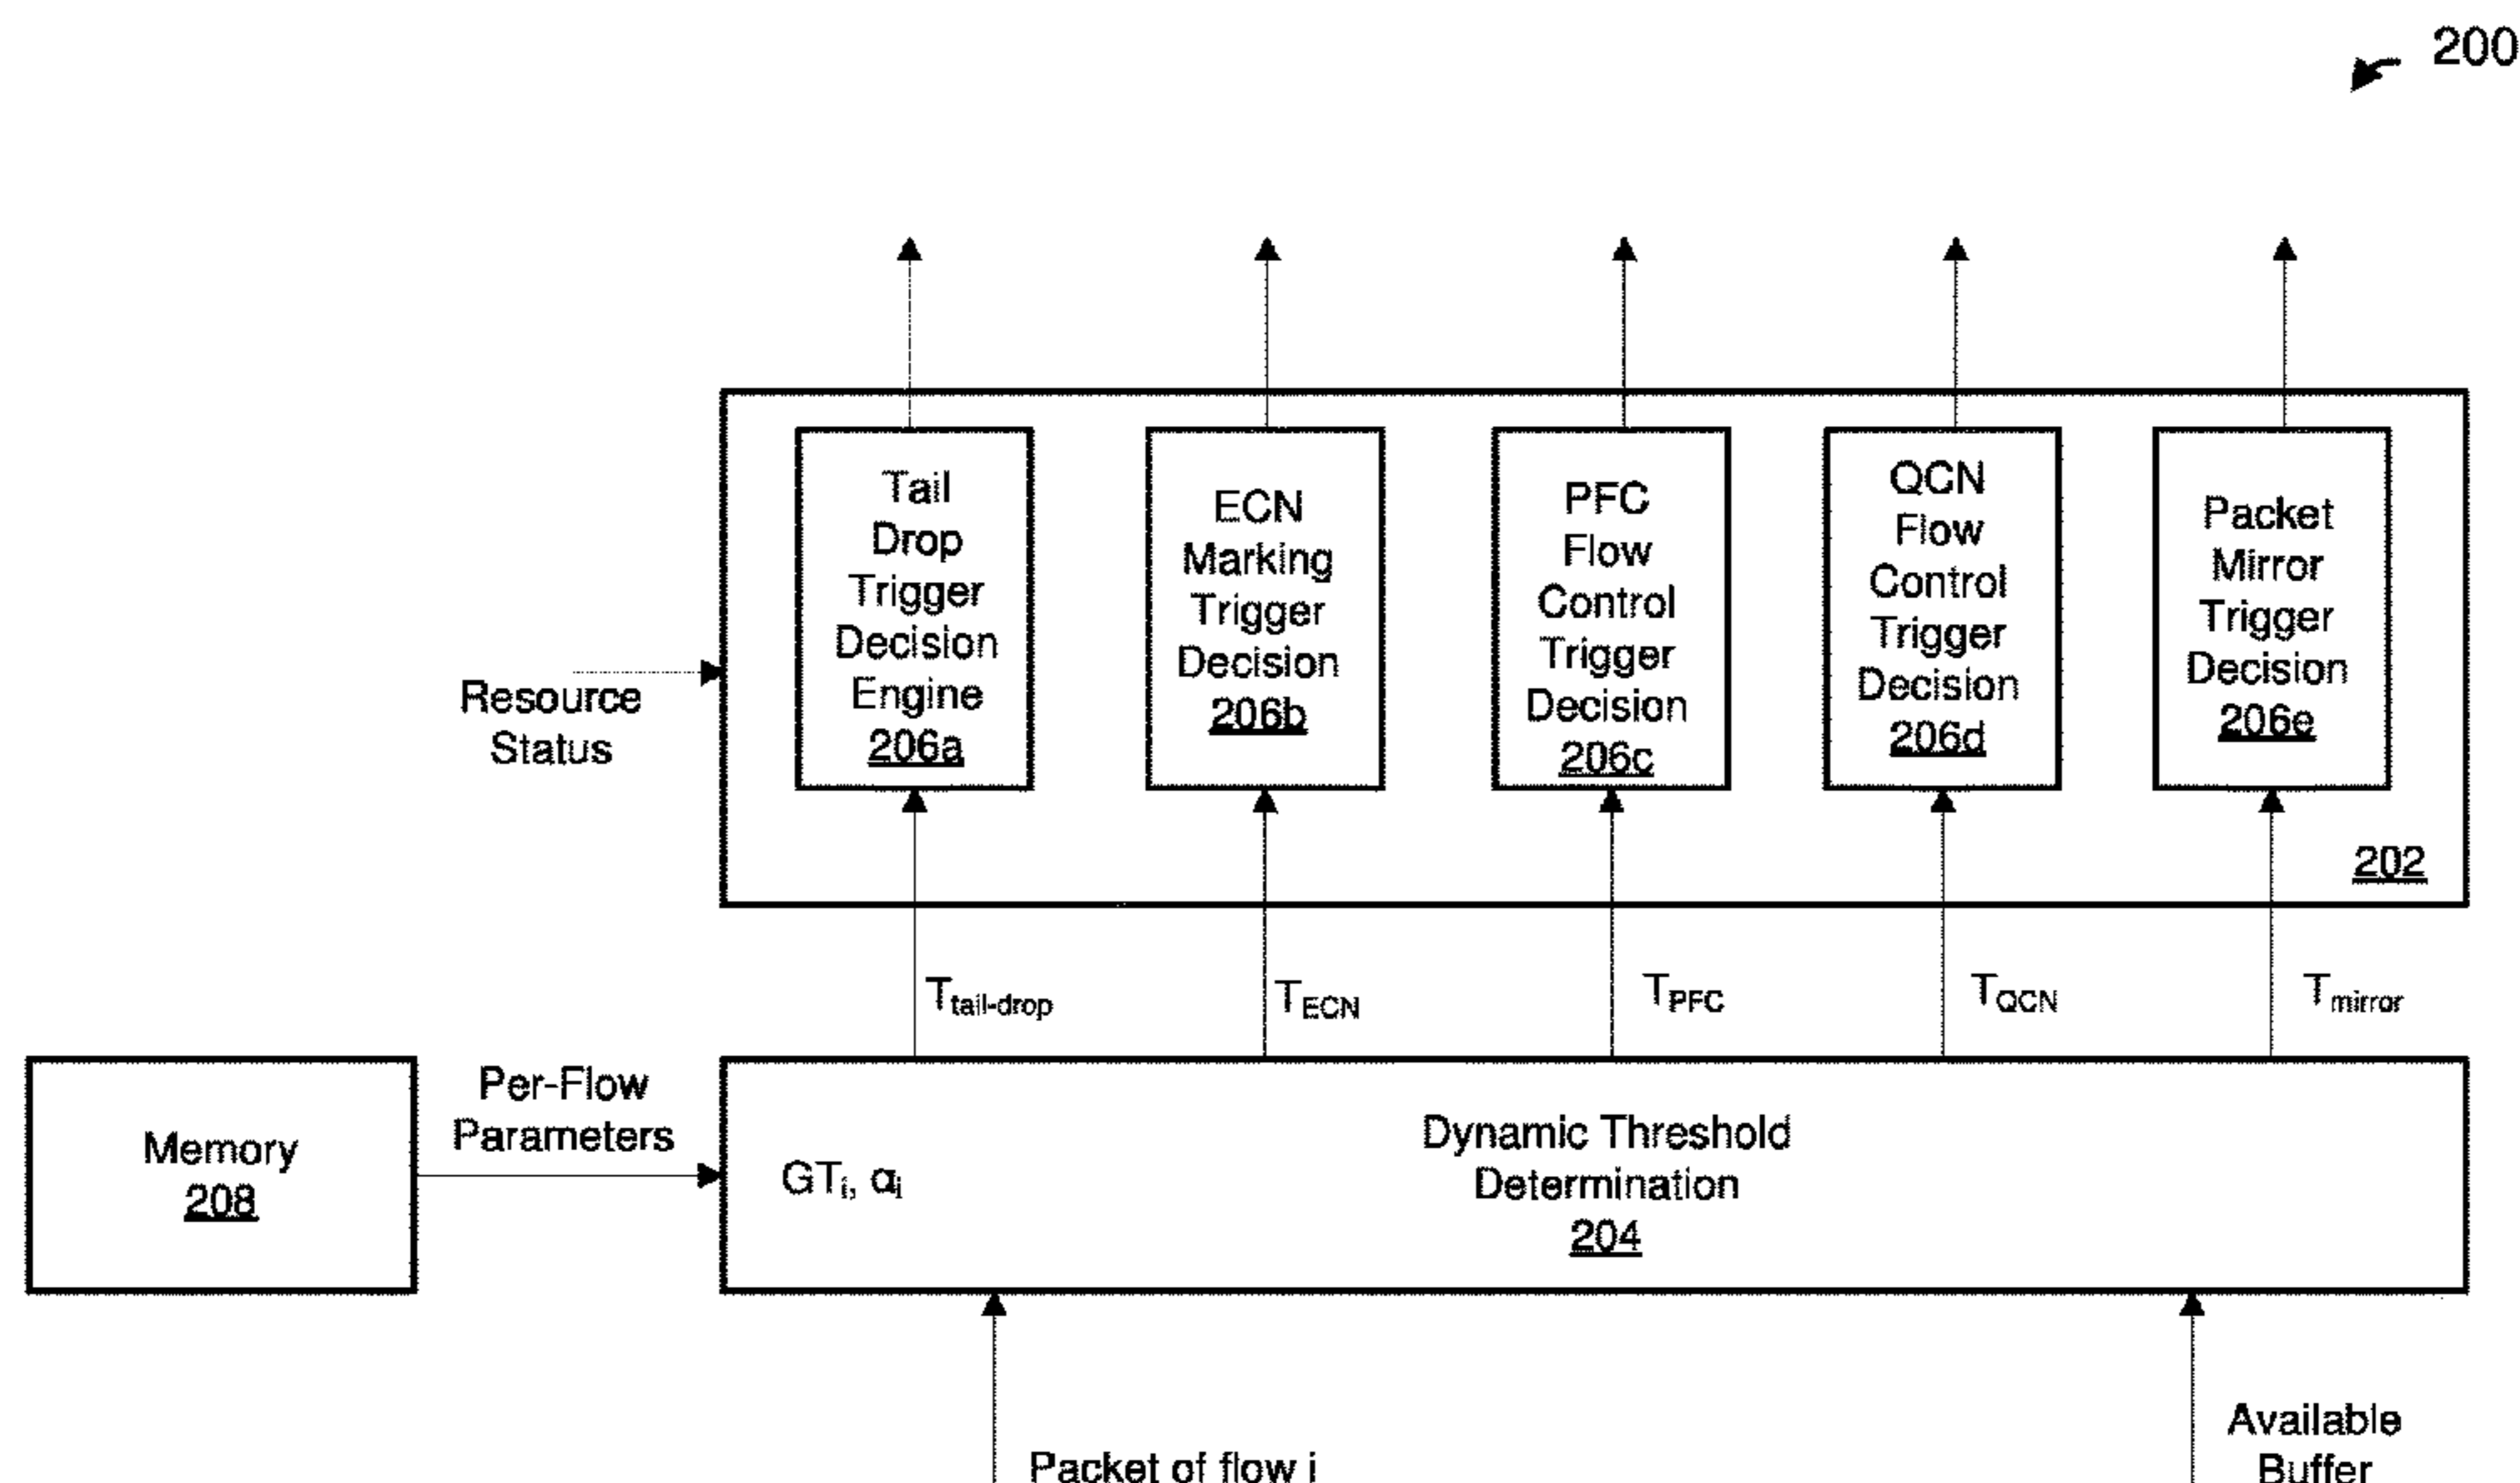 200
Tail
Drop
Trigger
Decision
Engine
206a
ECN
Marking
Trigger
Decision
206b
PFC
Flow
Control
Trigger
Decision
206c
QCN
Flow
Control
Trigger
Decision
206d
Packet
Mirror
Trigger
Decision
206e
Resource
Status
202
Ttail-drop
TECN
TPFC
TQCN
Tmirror
Memory
208
Per-Flow
Parameters
GTi, αi
Dynamic Threshold
Determination
204
Packet of flow i
Available
Buffer